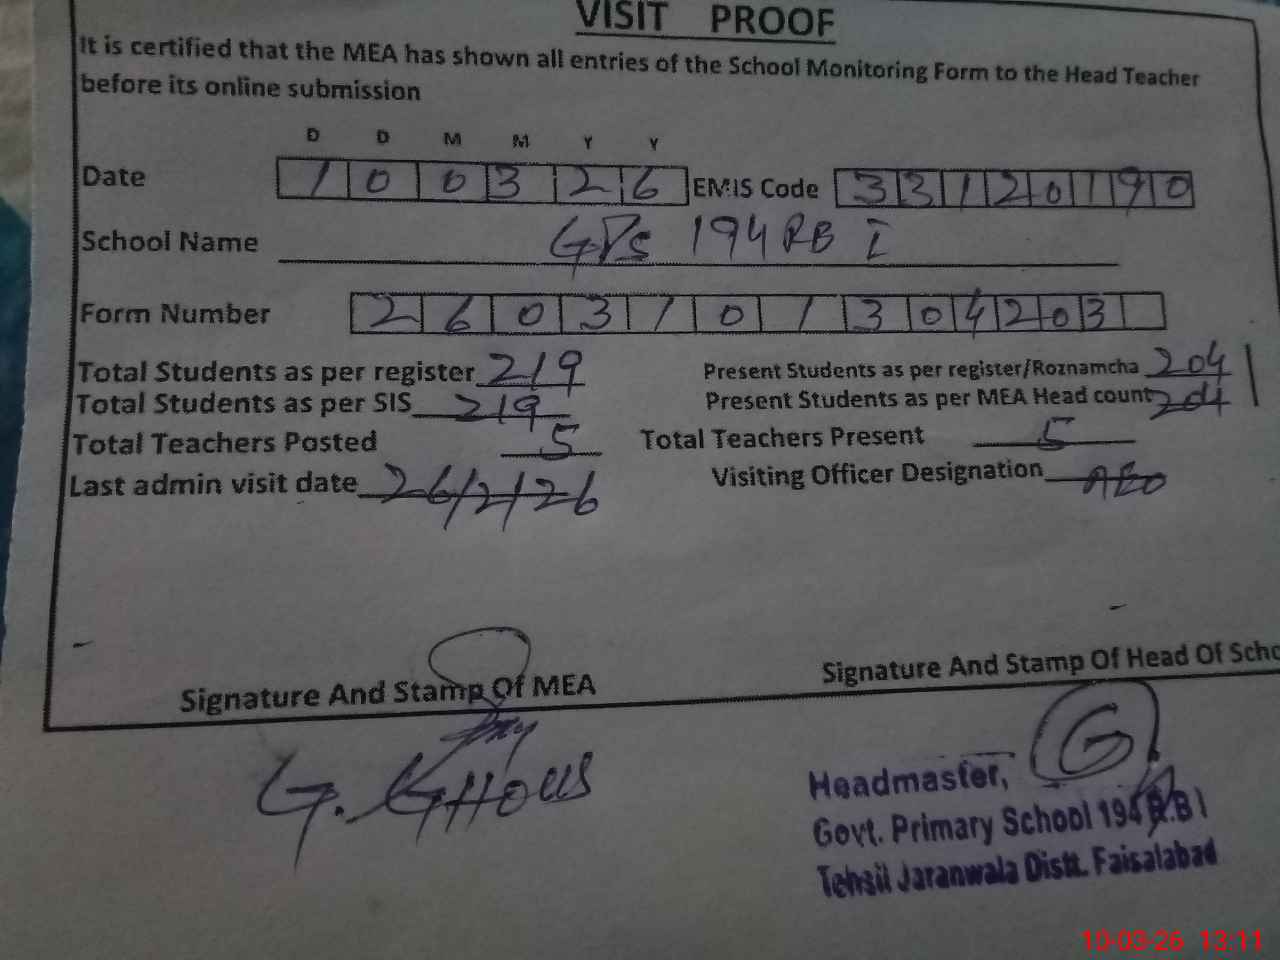 VISIT PROOF
It is certified that the MEA has shown all entries of the School Monitoring Form to the Head Teacher
before its online submission
D D M M Y Y
Date 1 0 0 3 2 6 EMIS Code 3 3 1 2 0 1 9 0
School Name GPS 194 RB I
Form Number 2 6 0 3 1 0 1 3 0 4 2 0 3
Total Students as per register 219 Present Students as per register/Roznamcha 204
Total Students as per SIS 219 Present Students as per MEA Head count 204
Total Teachers Posted 5 Total Teachers Present 5
Last admin visit date 26/2/26 Visiting Officer Designation AEO
Signature And Stamp Of MEA Signature And Stamp Of Head Of Scho
G. GHOUS
Headmaster,
Govt. Primary School 194 R.B I
Tehsil Jaranwala Distt. Faisalabad
10-03-26 13:11